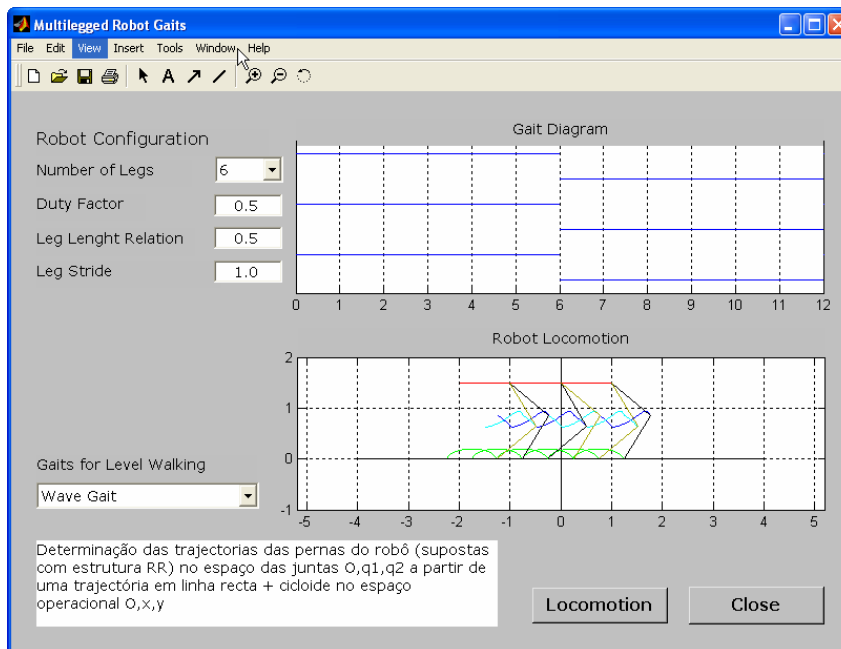 Multilegged Robot Gaits
File Edit View Insert Tools Window Help
Robot Configuration
Number of Legs 6
Duty Factor 0.5
Leg Lenght Relation 0.5
Leg Stride 1.0
Gait Diagram
0 1 2 3 4 5 6 7 8 9 10 11 12
Robot Locomotion
2
1
0
-1
-5 -4 -3 -2 -1 0 1 2 3 4 5
Gaits for Level Walking
Wave Gait
Determinação das trajectorias das pernas do robô (supostas
com estrutura RR) no espaço das juntas O,q1,q2 a partir de
uma trajectória em linha recta + cicloide no espaço
operacional O,x,y
Locomotion
Close